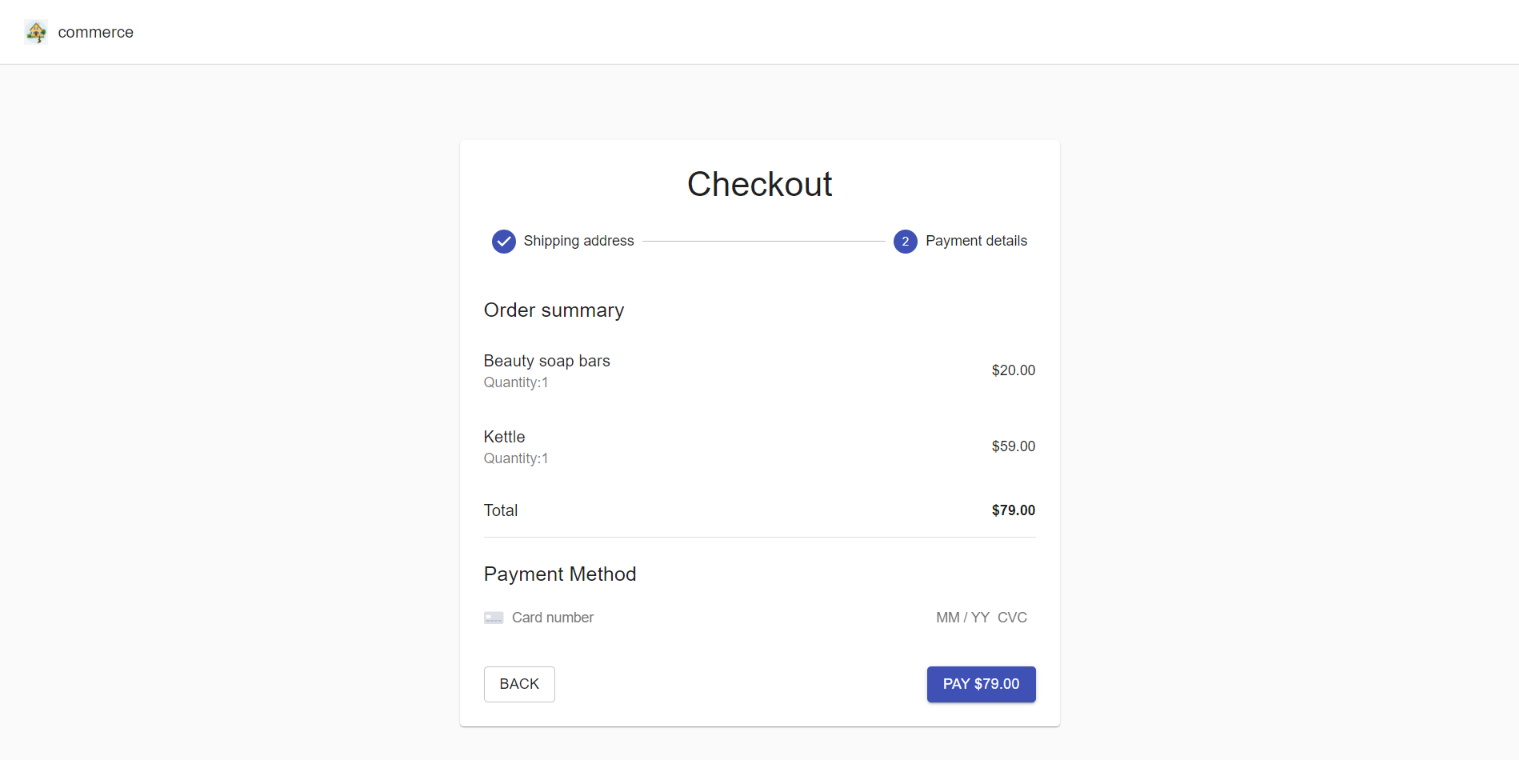 commerce
Checkout
Shipping address 2 Payment details
Order summary
Beauty soap bars
Quantity:1
$20.00
Kettle
Quantity:1
$59.00
Total $79.00
Payment Method
Card number MM / YY CVC
BACK PAY $79.00